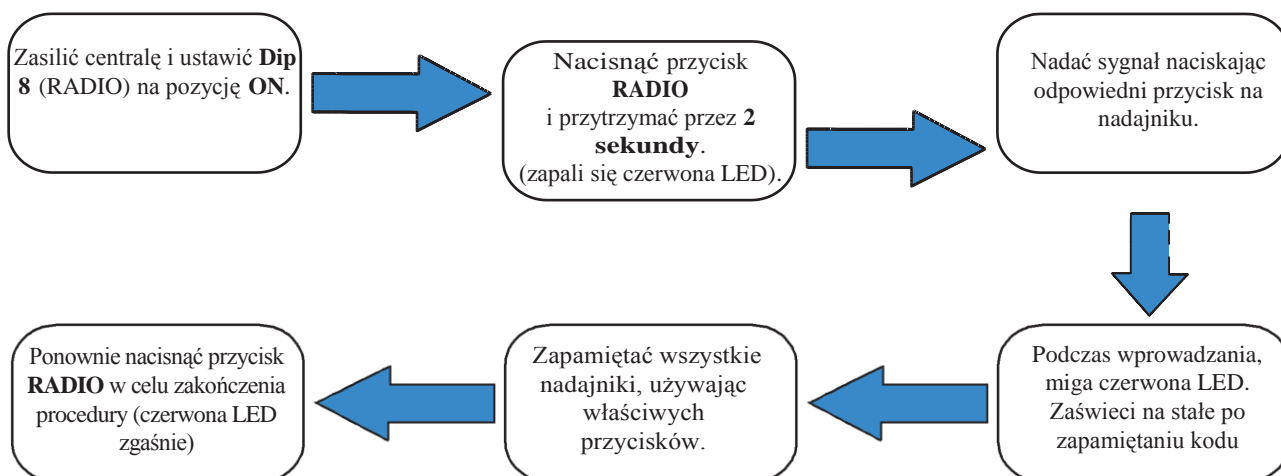 Zasilić centralę i ustawić Dip
8 (RADIO) na pozycję ON.
Nacisnąć przycisk
RADIO
i przytrzymać przez 2
sekundy.
(zapali się czerwona LED).
Nadać sygnał naciskając
odpowiedni przycisk na
nadajniku.
Podczas wprowadzania,
miga czerwona LED.
Zaświeci na stałe po
zapamiętaniu kodu
Zapamiętać wszystkie
nadajniki, używając
właściwych
przycisków.
Ponownie nacisnąć przycisk
RADIO w celu zakończenia
procedury (czerwona LED
zgaśnie)